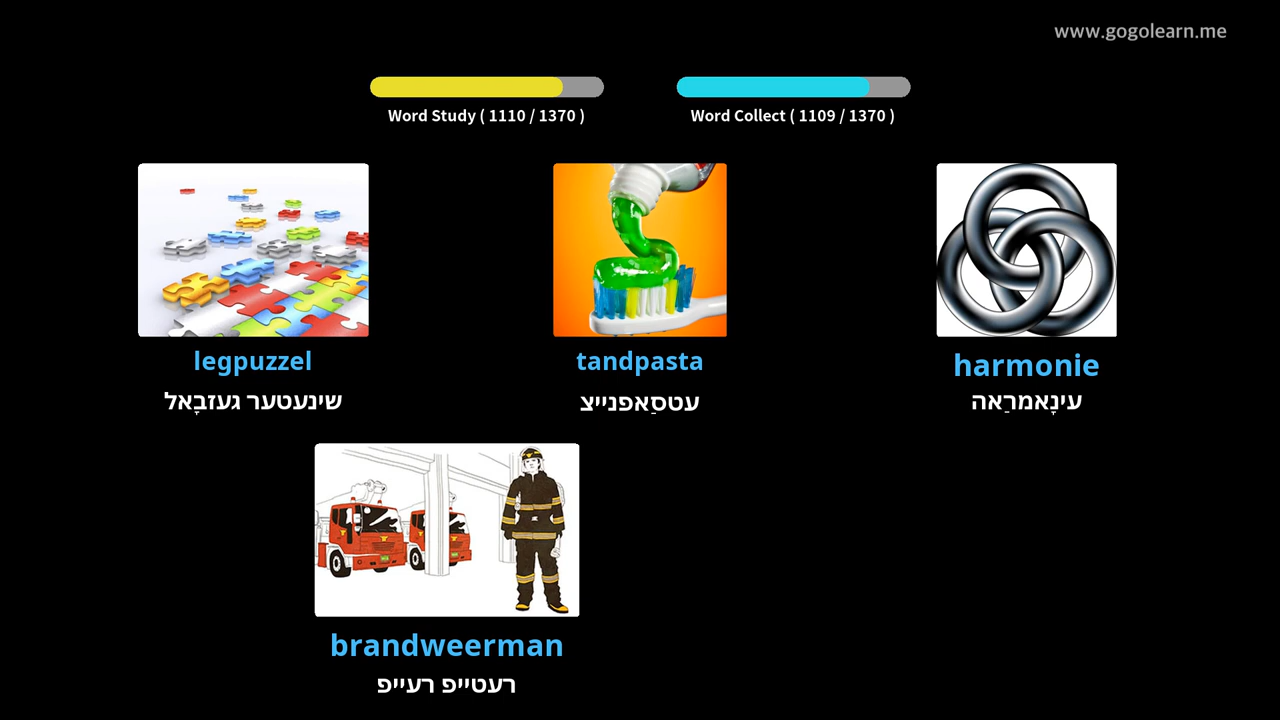 www.gogolearn.me
Word Study ( 1110 / 1370 )
Word Collect ( 1109 / 1370 )
legpuzzel
שינעטער געזבָאל
tandpasta
עטסַאפנייצ
harmonie
עינָאמרַאה
brandweerman
רעטייפ רעייפ